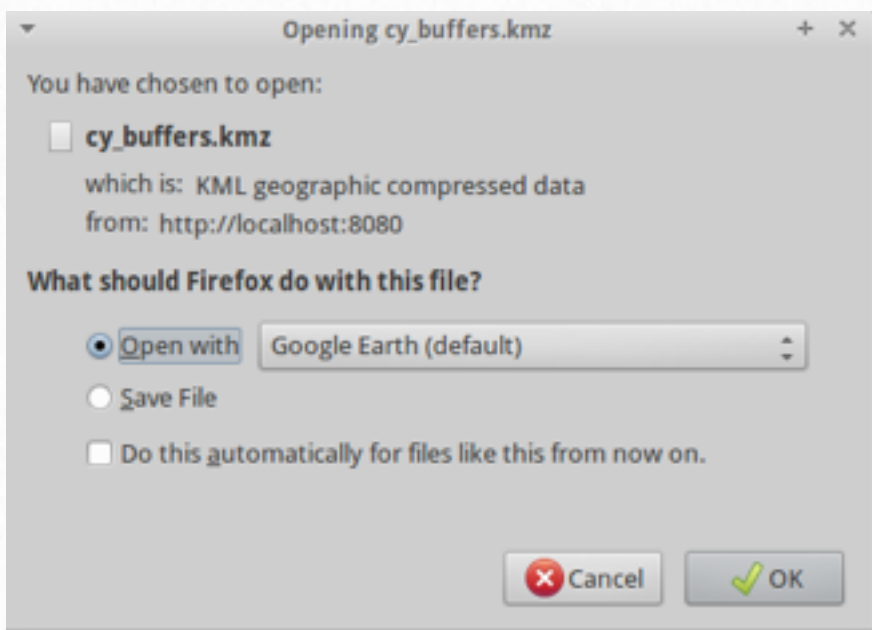 Opening cy_buffers.kmz
You have chosen to open:
cy_buffers.kmz
which is: KML geographic compressed data
from: http://localhost:8080
What should Firefox do with this file?
Open with Google Earth (default)
Save File
Do this automatically for files like this from now on.
Cancel OK